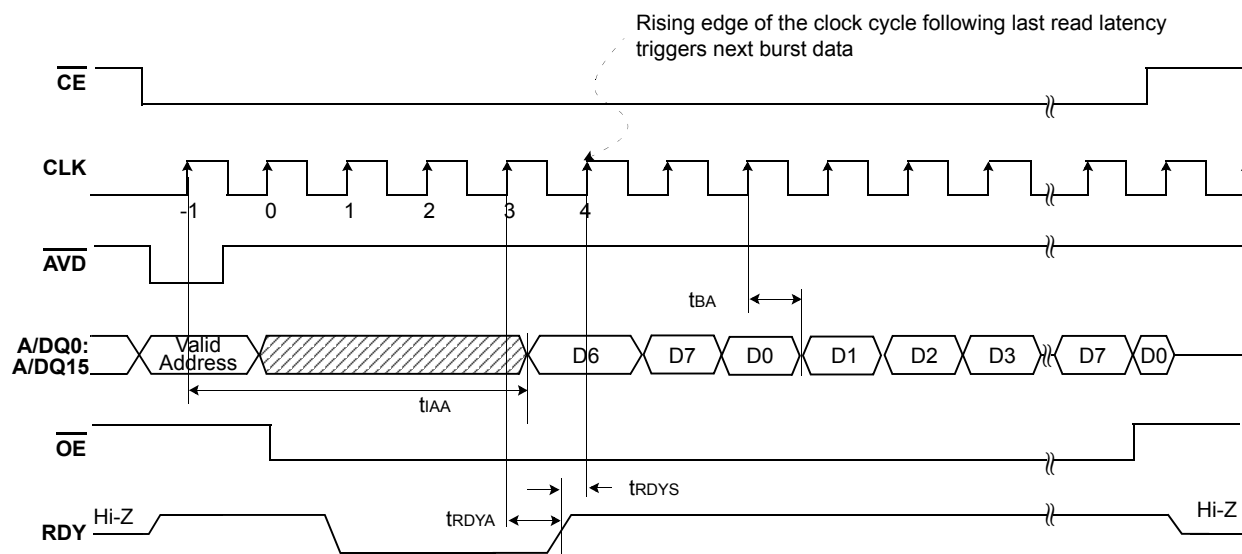 Rising edge of the clock cycle following last read latency
triggers next burst data
CE
CLK
-1 0 1 2 3 4
AVD
tBA
A/DQ0:
A/DQ15
Valid
Address
D6 D7 D0 D1 D2 D3 D7 D0
tIAA
OE
tRDYS
tRDYA
RDY
Hi-Z
Hi-Z